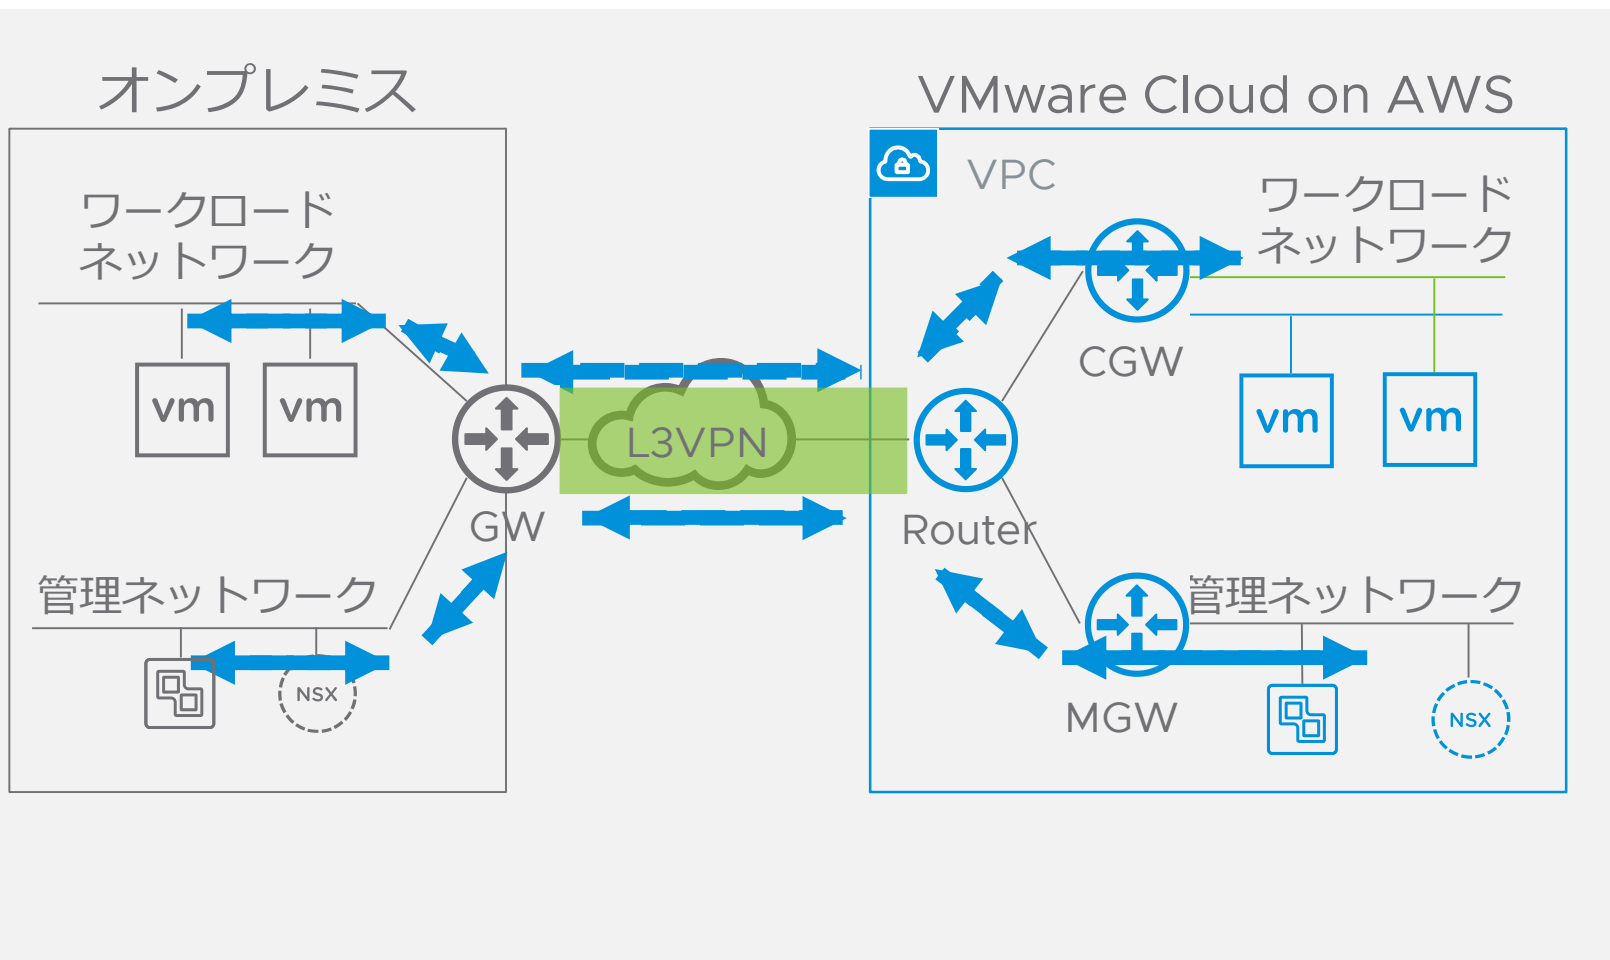 オンプレミス
VMware Cloud on AWS
VPC
ワークロード
ネットワーク
ワークロード
ネットワーク
CGW
vm
vm
vm
vm
L3VPN
GW
Router
管理ネットワーク
管理ネットワーク
NSX
MGW
NSX